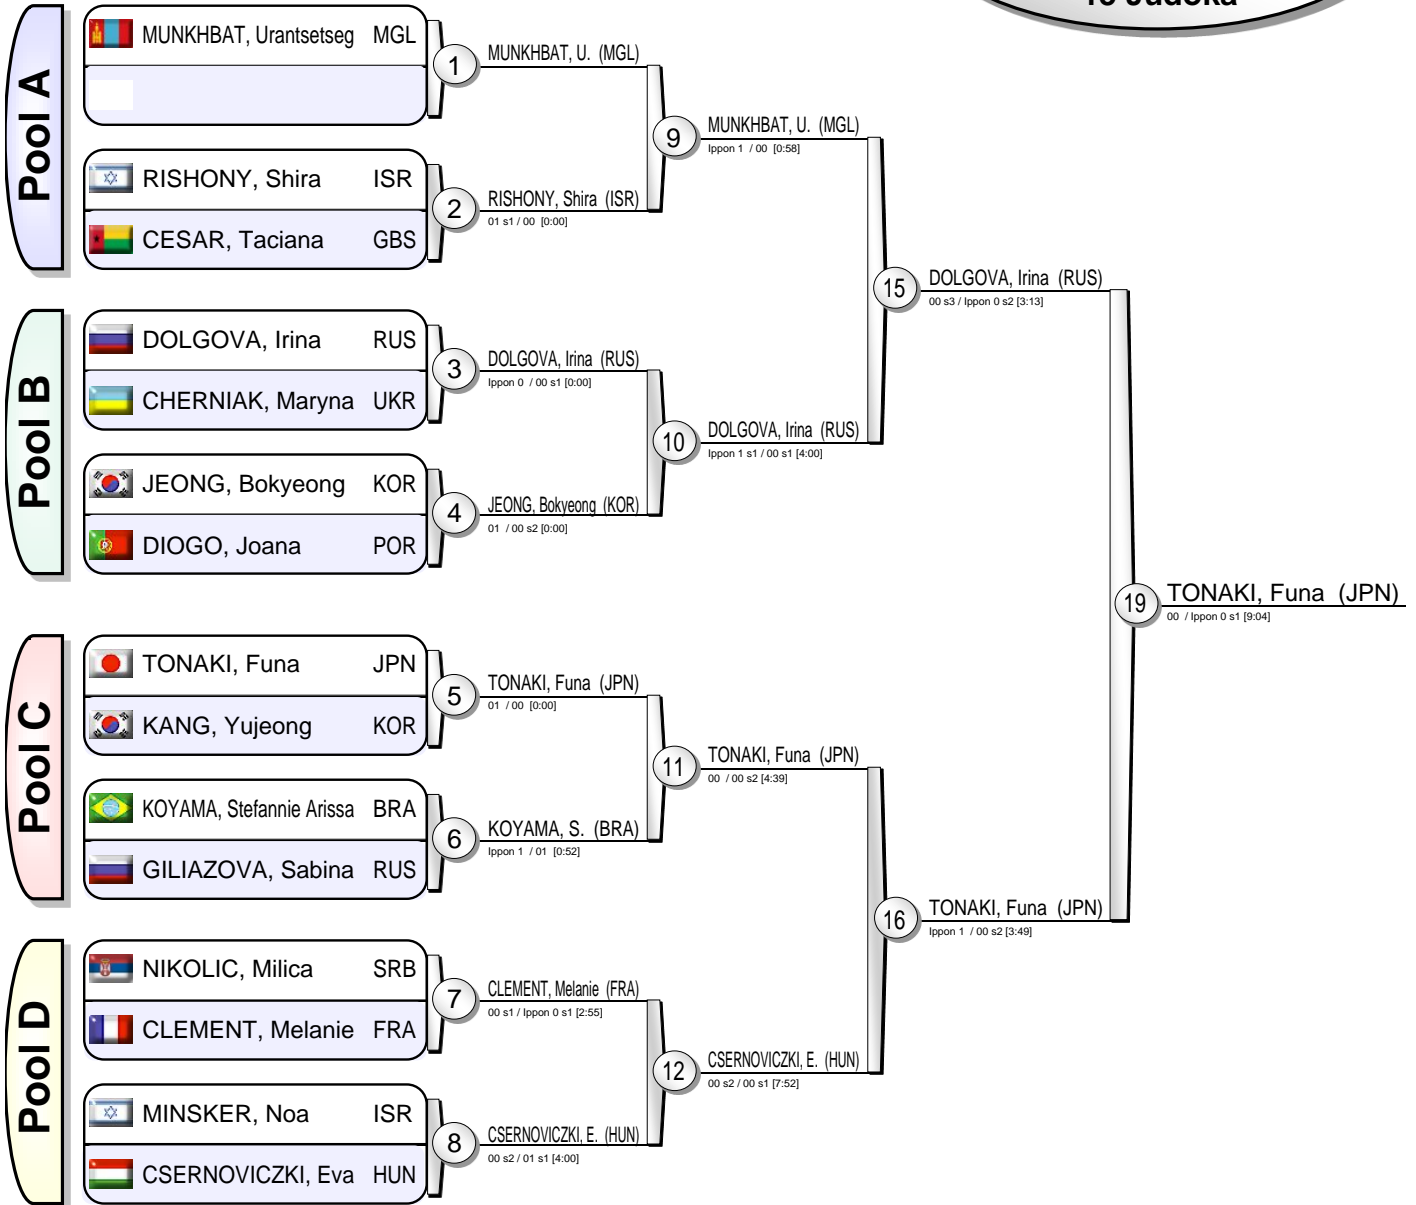 15 Judoka
Pool A
MUNKHBAT, Urantsetseg MGL
1
MUNKHBAT, U. (MGL)
RISHONY, Shira ISR
CESAR, Taciana GBS
2
RISHONY, Shira (ISR)
01 s1 / 00 [0:00]
9
MUNKHBAT, U. (MGL)
Ippon 1 / 00 [0:58]
Pool B
DOLGOVA, Irina RUS
CHERNIAK, Maryna UKR
3
DOLGOVA, Irina (RUS)
Ippon 0 / 00 s1 [0:00]
JEONG, Bokyeong KOR
DIOGO, Joana POR
4
JEONG, Bokyeong (KOR)
01 / 00 s2 [0:00]
10
DOLGOVA, Irina (RUS)
Ippon 1 s1 / 00 s1 [4:00]
15
DOLGOVA, Irina (RUS)
00 s3 / Ippon 0 s2 [3:13]
Pool C
TONAKI, Funa JPN
KANG, Yujeong KOR
5
TONAKI, Funa (JPN)
01 / 00 [0:00]
KOYAMA, Stefannie Arissa BRA
GILIAZOVA, Sabina RUS
6
KOYAMA, S. (BRA)
Ippon 1 / 01 [0:52]
11
TONAKI, Funa (JPN)
00 / 00 s2 [4:39]
Pool D
NIKOLIC, Milica SRB
CLEMENT, Melanie FRA
7
CLEMENT, Melanie (FRA)
00 s1 / Ippon 0 s1 [2:55]
MINSKER, Noa ISR
CSERNOVICZKI, Eva HUN
8
CSERNOVICZKI, E. (HUN)
00 s2 / 01 s1 [4:00]
12
CSERNOVICZKI, E. (HUN)
00 s2 / 00 s1 [7:52]
16
TONAKI, Funa (JPN)
Ippon 1 / 00 s2 [3:49]
19
TONAKI, Funa (JPN)
00 / Ippon 0 s1 [9:04]